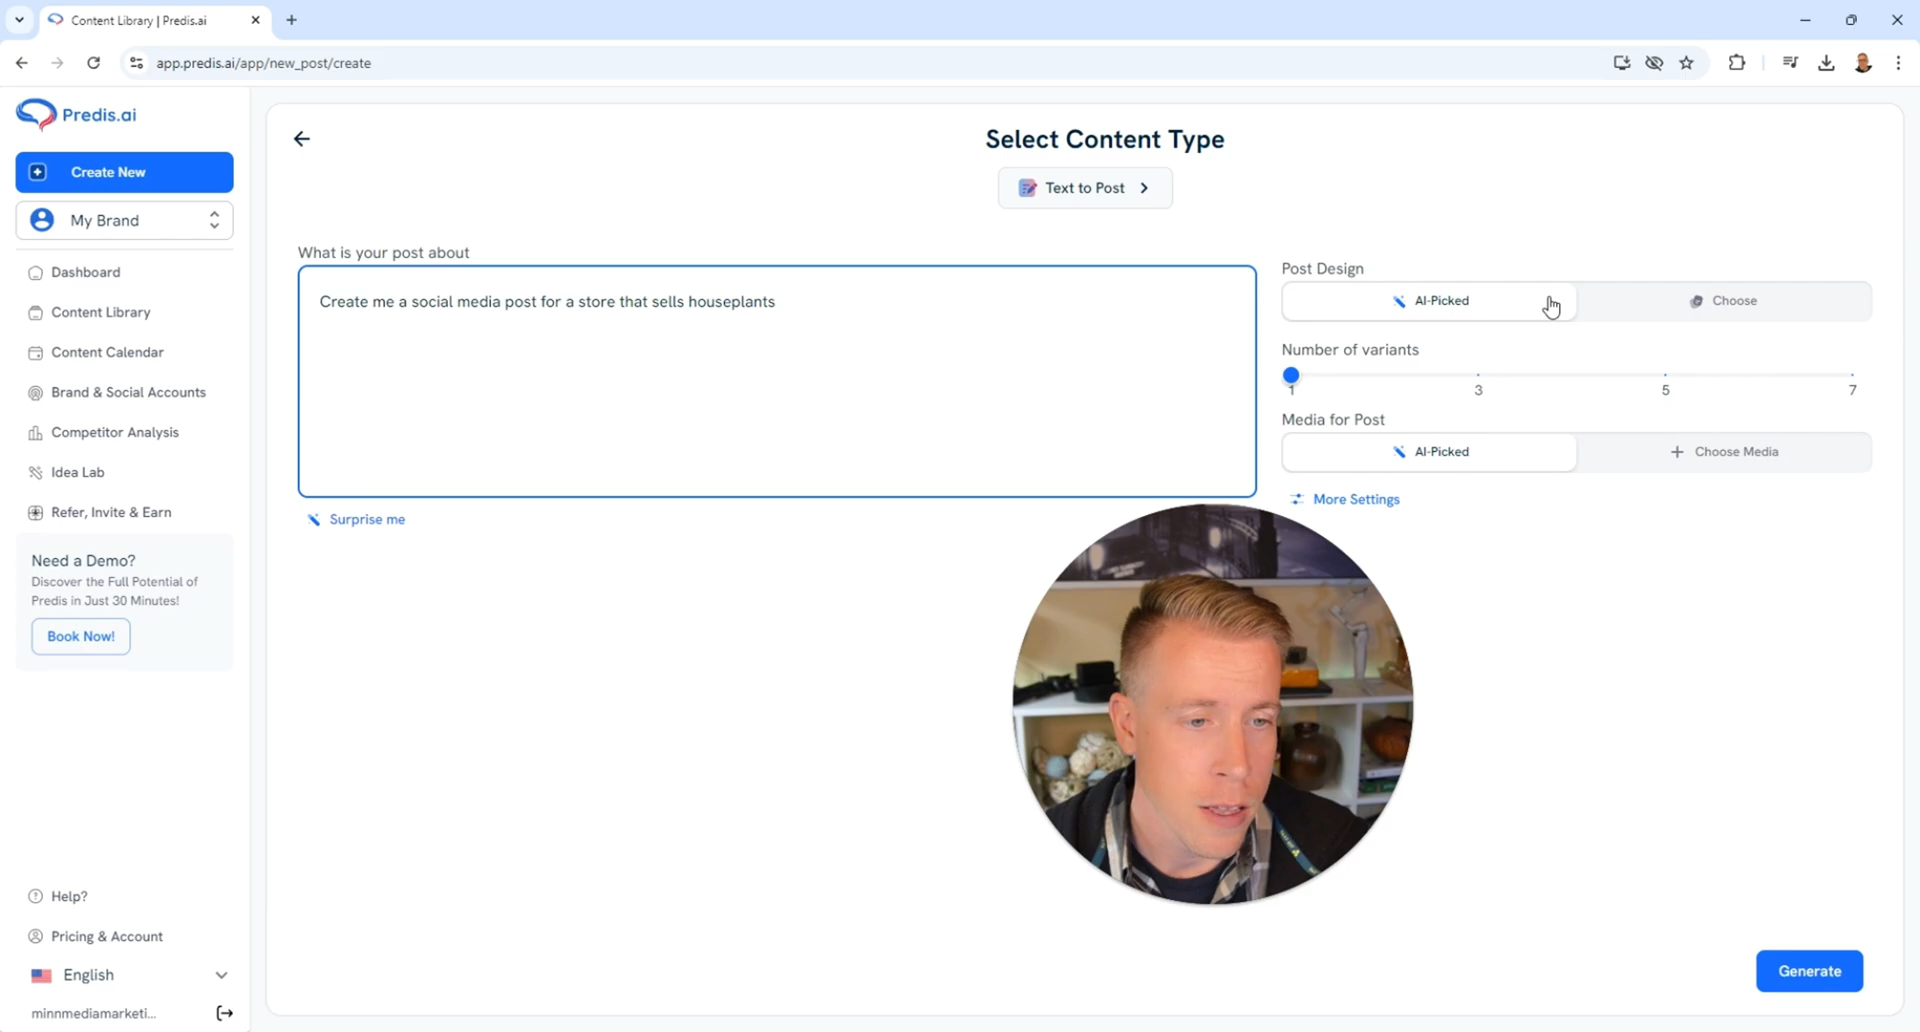 Content Library | Predis.ai
app.predis.ai/app/new_post/create
Predis.ai
Create New
My Brand
Dashboard
Content Library
Content Calendar
Brand & Social Accounts
Competitor Analysis
Idea Lab
Refer, Invite & Earn
Need a Demo?
Discover the Full Potential of
Predis in Just 30 Minutes!
Book Now!
Help?
Pricing & Account
English
minnmediamarketi...
Select Content Type
Text to Post
What is your post about
Create me a social media post for a store that sells houseplants
Surprise me
Post Design
AI-Picked
Choose
Number of variants
1 3 5 7
Media for Post
AI-Picked
Choose Media
More Settings
Generate